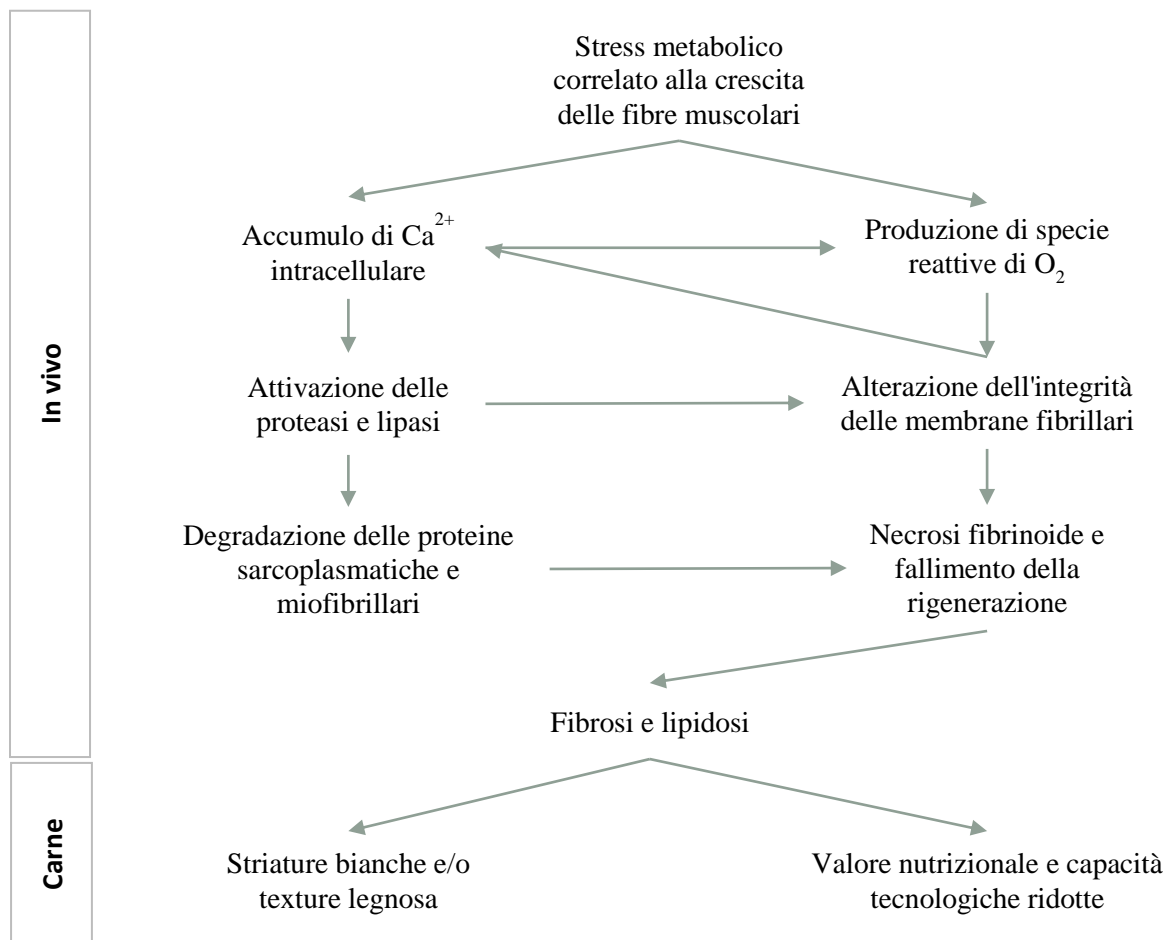 Stress metabolico
correlato alla crescita
delle fibre muscolari
Accumulo di Ca²⁺
intracellulare
Produzione di specie
reattive di O₂
In vivo
Attivazione delle
proteasi e lipasi
Alterazione dell'integrità
delle membrane fibrillari
Degradazione delle proteine
sarcoplasmatiche e
miofibrillari
Necrosi fibrinoide e
fallimento della
rigenerazione
Fibrosi e lipidosi
Carne
Striature bianche e/o
texture legnosa
Valore nutrizionale e capacità
tecnologiche ridotte